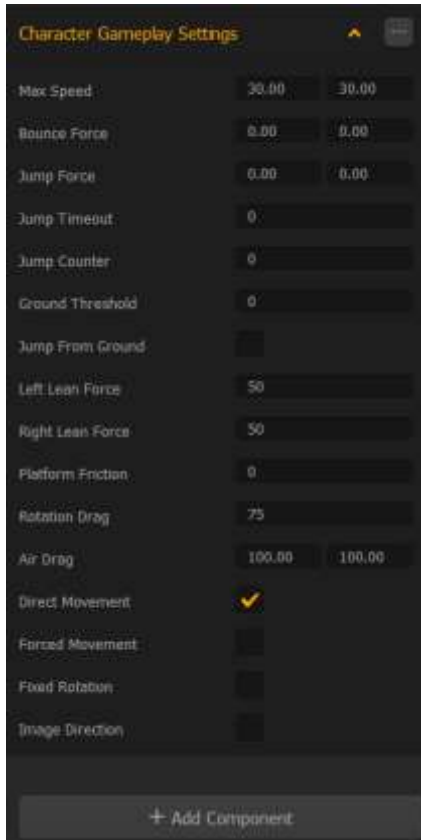 Character Gameplay Settings
Max Speed 30.00 30.00
Bounce Force 0.00 0.00
Jump Force 0.00 0.00
Jump Timeout 0
Jump Counter 0
Ground Threshold 0
Jump From Ground
Left Lean Force 50
Right Lean Force 50
Platform Friction 0
Rotation Drag 75
Air Drag 100.00 100.00
Direct Movement
Forced Movement
Fixed Rotation
Image Direction
+ Add Component